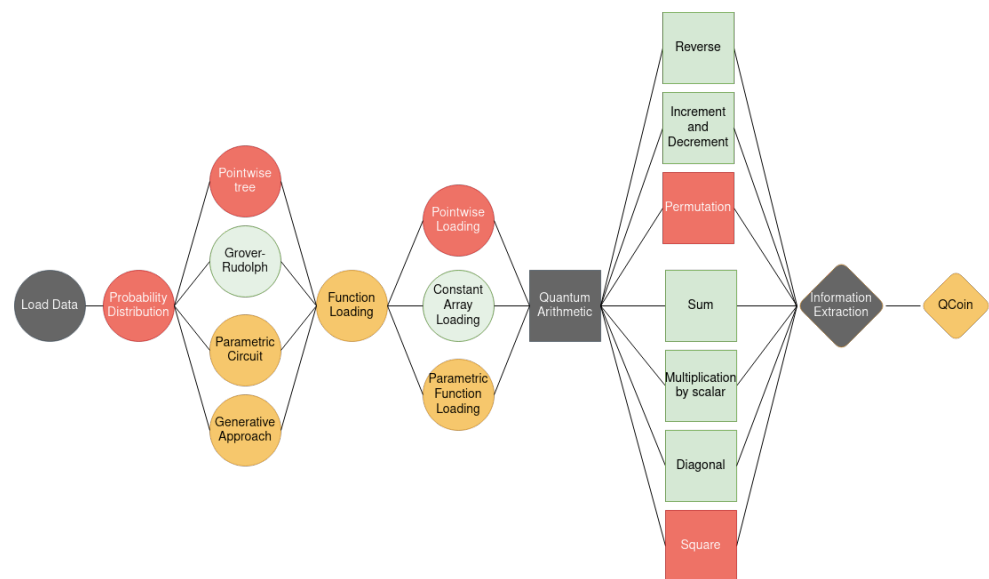 Load Data
Probability
Distribution
Pointwise
tree
Grover-
Rudolph
Parametric
Circuit
Generative
Approach
Function
Loading
Pointwise
Loading
Constant
Array
Loading
Parametric
Function
Loading
Quantum
Arithmetic
Reverse
Increment
and
Decrement
Permutation
Sum
Multiplication
by scalar
Diagonal
Square
Information
Extraction
QCoin